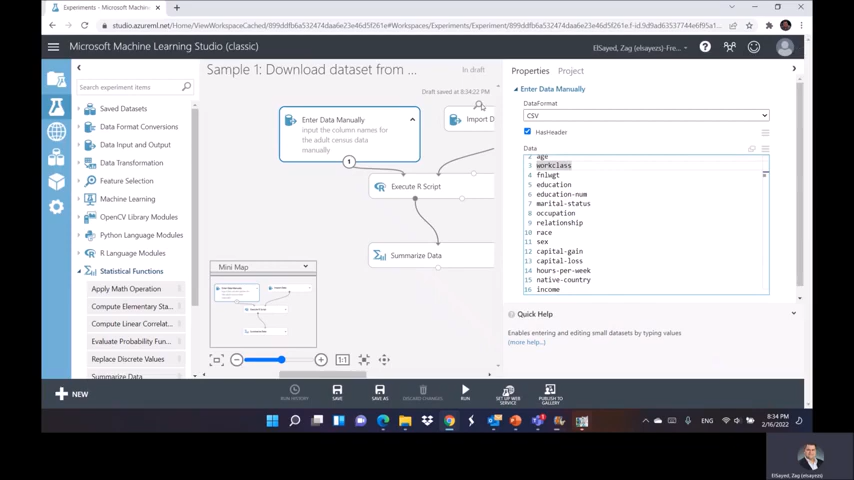 Experiments - Microsoft Machine
studio.azureml.net/Home/ViewWorkspaceCached/899ddfb6a532474daa6e23e46d5172a4#Workspaces/Experiments/Experiment/899ddfb6a532474daa6e23e46d5172a4.f-id.9d9ad63537574019a915...
Microsoft Machine Learning Studio (classic)
ElSayed, Zag (elsayezs)-Fre...
Search experiment items
Saved Datasets
Data Format Conversions
Data Input and Output
Data Transformation
Feature Selection
Machine Learning
OpenCV Library Modules
Python Language Modules
R Language Modules
Statistical Functions
Apply Math Operation
Compute Elementary Sta...
Compute Linear Correlat...
Evaluate Probability Fun...
Replace Discrete Values
Summarize Data
Sample 1: Download dataset from ...
In draft
Draft saved at 8:34:22 PM
Enter Data Manually
input the column names for
the adult census data
manually
1
Import D
Execute R Script
Summarize Data
Mini Map
1:1
Properties Project
Enter Data Manually
DataFormat
CSV
HasHeader
Data
2 age
3 workclass
4 fnlwgt
5 education
6 education-num
7 marital-status
8 occupation
9 relationship
10 race
11 sex
12 capital-gain
13 capital-loss
14 hours-per-week
15 native-country
16 income
Quick Help
Enables entering and editing small datasets by typing values
(more help...)
NEW
RUN HISTORY
SAVE
SAVE AS
DISCARD CHANGES
RUN
SET UP WEB
SERVICE
PUBLISH TO
GALLERY
ENG
8:34 PM
2/16/2022
ElSayed, Zag (elsayezs)